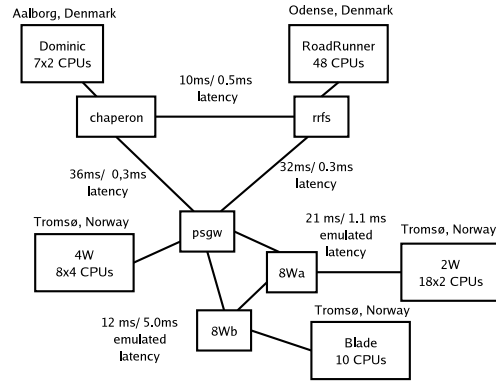 Aalborg, Denmark
Odense, Denmark
Dominic
7x2 CPUs
RoadRunner
48 CPUs
10ms/ 0.5ms
latency
chaperon
rrfs
36ms/ 0,3ms
latency
32ms/ 0.3ms
latency
psgw
Tromsø, Norway
4W
8x4 CPUs
21 ms/ 1.1 ms
emulated
latency
Tromsø, Norway
8Wa
2W
18x2 CPUs
12 ms/ 5.0ms
emulated
latency
8Wb
Tromsø, Norway
Blade
10 CPUs